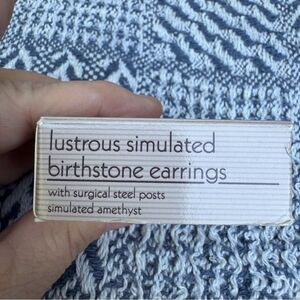 lustrous simulated
birthstone earrings
with surgical steel posts
simulated amethyst